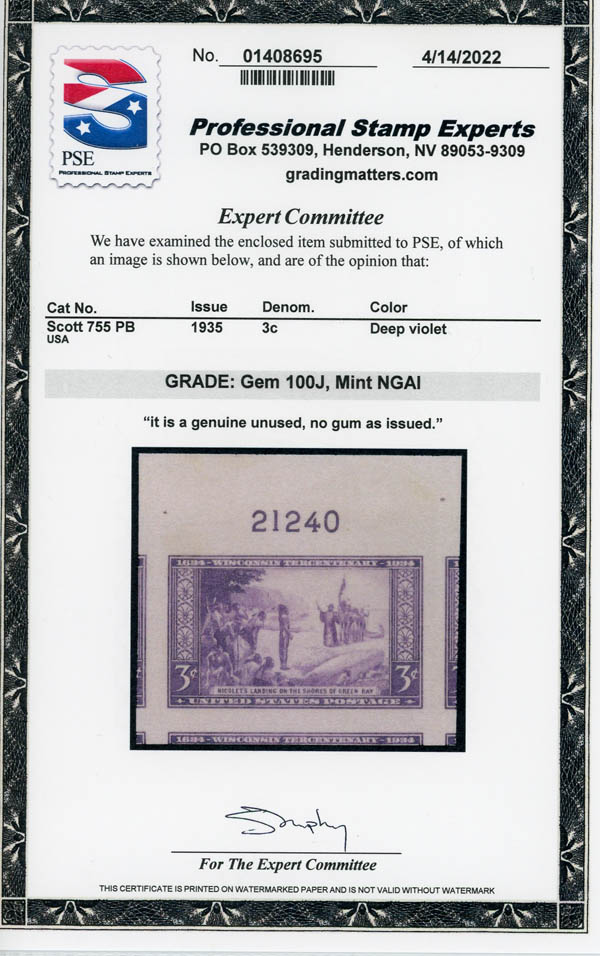 No. 01408695
4/14/2022
PSE
PROFESSIONAL STAMP EXPERTS
Professional Stamp Experts
PO Box 539309, Henderson, NV 89053-9309
gradingmatters.com
Expert Committee
We have examined the enclosed item submitted to PSE, of which
an image is shown below, and are of the opinion that:
Cat No. Issue Denom. Color
Scott 755 PB 1935 3c Deep violet
USA
GRADE: Gem 100J, Mint NGAI
“it is a genuine unused, no gum as issued.”
21240
1634 - WISCONSIN TERCENTENARY - 1934
3¢ 3¢
NICOLET'S LANDING ON THE SHORES OF GREEN BAY
UNITED STATES POSTAGE
1634 - WISCONSIN TERCENTENARY - 1934
For The Expert Committee
THIS CERTIFICATE IS PRINTED ON WATERMARKED PAPER AND IS NOT VALID WITHOUT WATERMARK